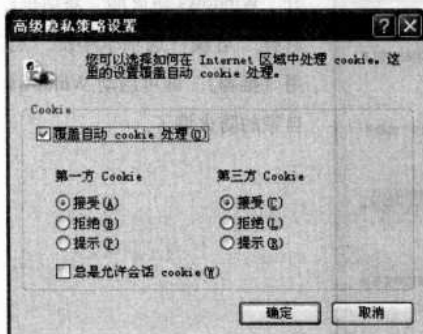 高级隐私策略设置
您可以选择如何在 Internet 区域中处理 cookie。这
里的设置覆盖自动 cookie 处理。
Cookie
覆盖自动 cookie 处理(O)
第一方 Cookie 第三方 Cookie
接受(A) 接受(C)
拒绝(B) 拒绝(L)
提示(P) 提示(R)
总是允许会话 cookie(W)
确定 取消